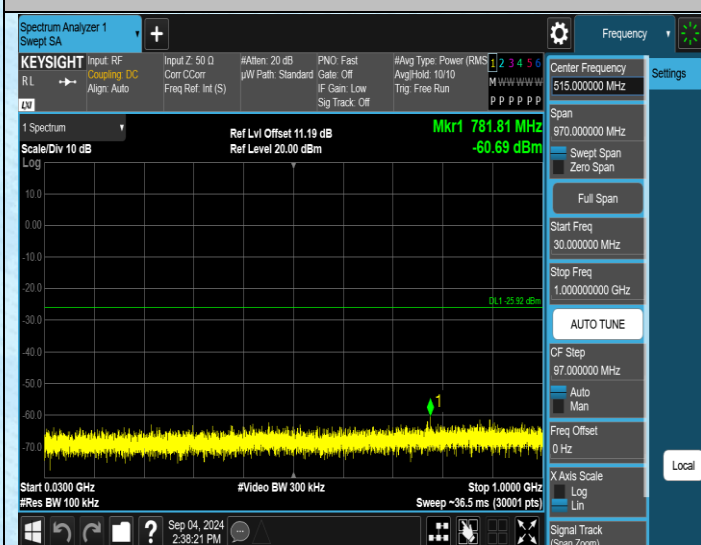 Spectrum Analyzer 1
Swept SA
+
Frequency
KEYSIGHT
RL
LXI
Input: RF
Coupling: DC
Align: Auto
Input Z: 50 Ω
Corr CCorr
Freq Ref: Int (S)
#Atten: 20 dB
µW Path: Standard
PNO: Fast
Gate: Off
IF Gain: Low
Sig Track: Off
#Avg Type: Power (RMS
Avg|Hold: 10/10
Trig: Free Run
1 2 3 4 5 6
M W W W W W
P P P P P P
1 Spectrum
Scale/Div 10 dB
Log
Ref Lvl Offset 11.19 dB
Ref Level 20.00 dBm
Mkr1 781.81 MHz
-60.69 dBm
10.0
0.00
-10.0
-20.0
DL1 -25.92 dBm
-30.0
-40.0
-50.0
1
-60.0
-70.0
Start 0.0300 GHz
#Res BW 100 kHz
#Video BW 300 kHz
Stop 1.0000 GHz
Sweep ~36.5 ms (30001 pts)
?
Sep 04, 2024
2:38:21 PM
Center Frequency
515.000000 MHz
Span
970.000000 MHz
Swept Span
Zero Span
Full Span
Start Freq
30.000000 MHz
Stop Freq
1.000000000 GHz
AUTO TUNE
CF Step
97.000000 MHz
Auto
Man
Freq Offset
0 Hz
X Axis Scale
Log
Lin
Signal Track
(Span Zoom)
Settings
Local